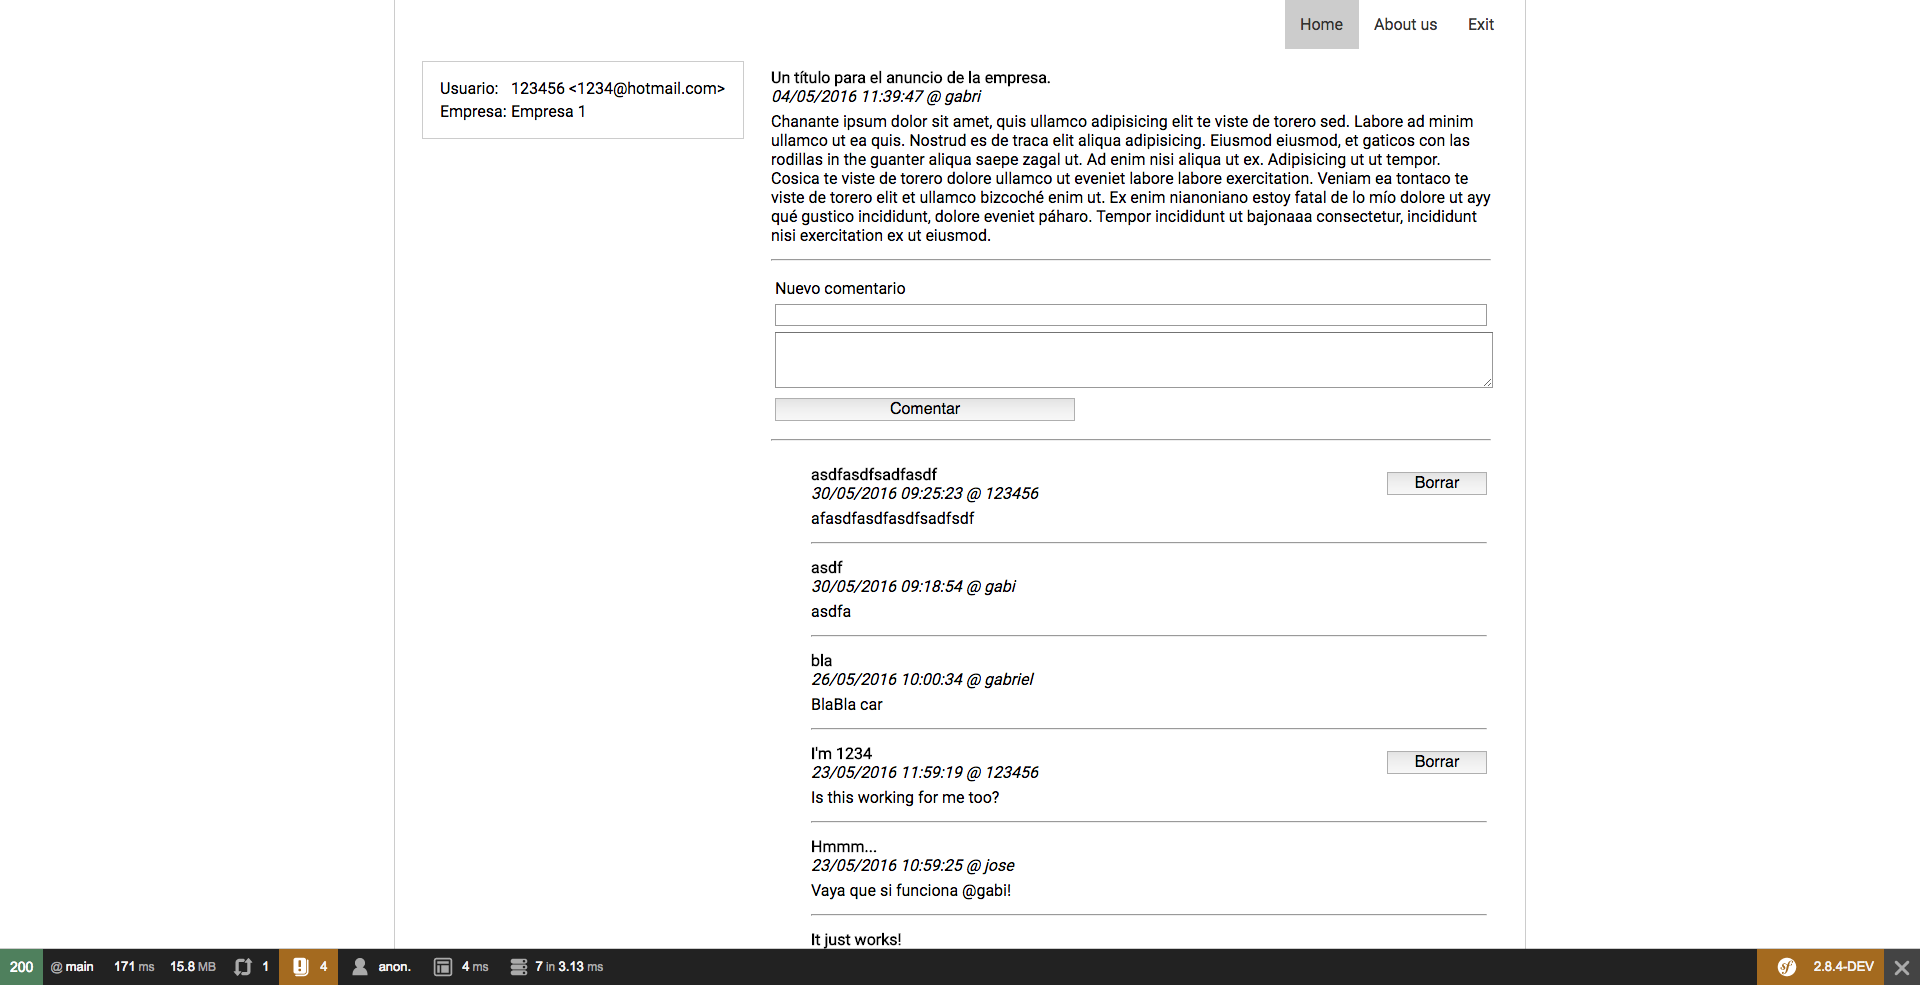 Home About us Exit
Usuario: 123456 <1234@hotmail.com>
Empresa: Empresa 1
Un título para el anuncio de la empresa.
04/05/2016 11:39:47 @ gabri
Chanante ipsum dolor sit amet, quis ullamco adipisicing elit te viste de torero sed. Labore ad minim
ullamco ut ea quis. Nostrud es de traca elit aliqua adipisicing. Eiusmod eiusmod, et gaticos con las
rodillas in the guanter aliqua saepe zagal ut. Ad enim nisi aliqua ut ex. Adipisicing ut ut tempor.
Cosica te viste de torero dolore ullamco ut eveniet labore labore exercitation. Veniam ea tontaco te
viste de torero elit et ullamco bizcoché enim ut. Ex enim nianoniano estoy fatal de lo mío dolore ut ayy
qué gustico incididunt, dolore eveniet páharo. Tempor incididunt ut bajonaaa consectetur, incididunt
nisi exercitation ex ut eiusmod.
Nuevo comentario
Comentar
asdfasdfsadfasdf
30/05/2016 09:25:23 @ 123456
Borrar
afasdfasdfasdfsadfsdf
asdf
30/05/2016 09:18:54 @ gabi
asdfa
bla
26/05/2016 10:00:34 @ gabriel
BlaBla car
I'm 1234
23/05/2016 11:59:19 @ 123456
Borrar
Is this working for me too?
Hmmm...
23/05/2016 10:59:25 @ jose
Vaya que si funciona @gabi!
It just works!
200 @ main 171 ms 15.8 MB 1 4 anon. 4 ms 7 in 3.13 ms sf 2.8.4-DEV